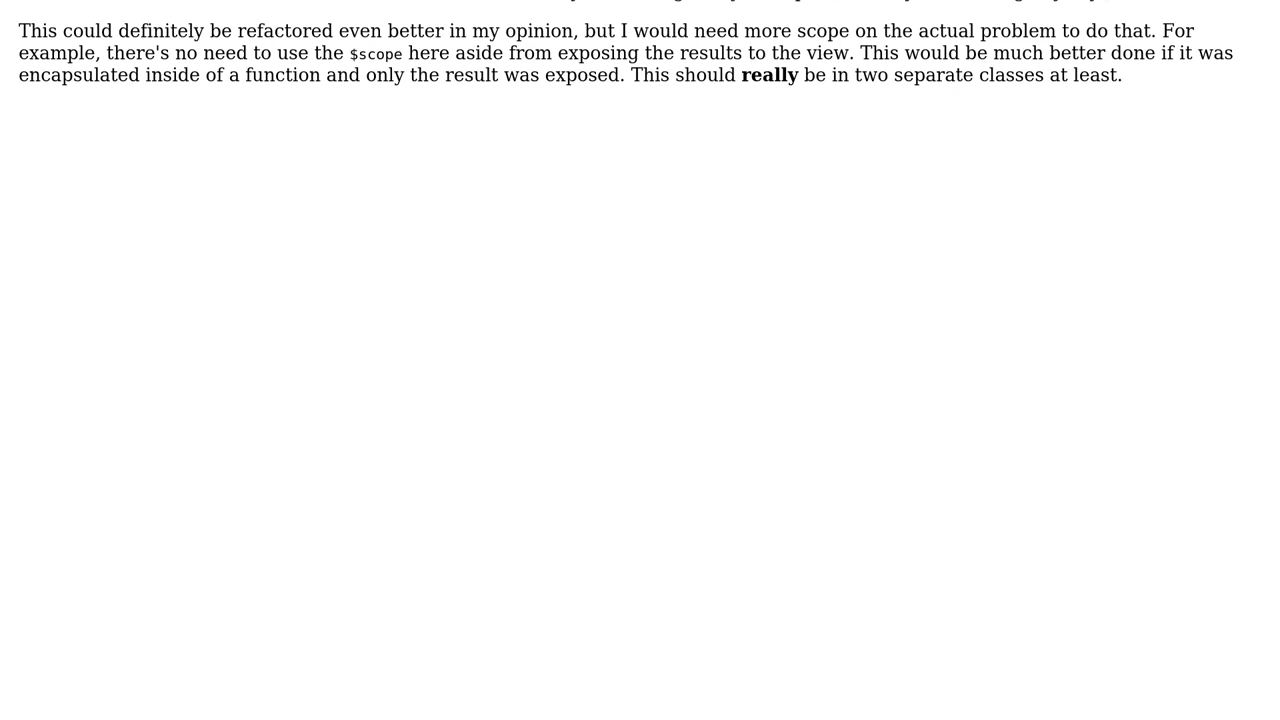 This could definitely be refactored even better in my opinion, but I would need more scope on the actual problem to do that. For
example, there's no need to use the $scope here aside from exposing the results to the view. This would be much better done if it was
encapsulated inside of a function and only the result was exposed. This should really be in two separate classes at least.